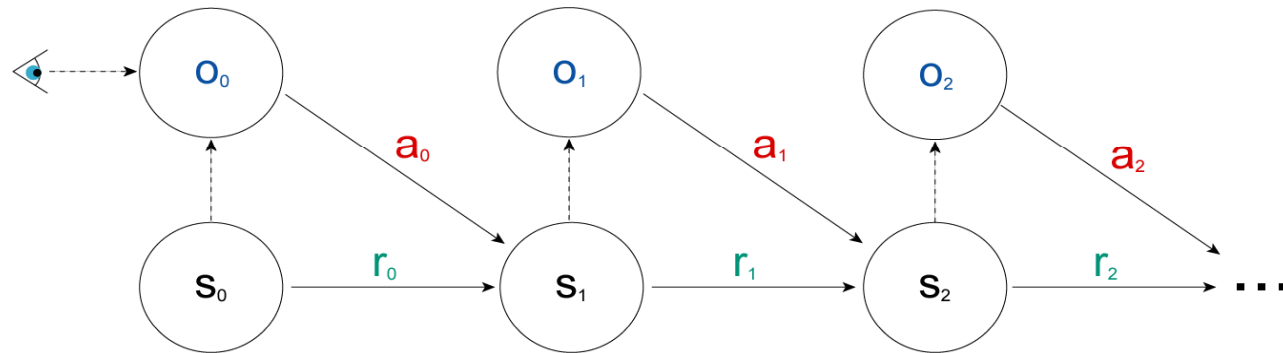 o₀ o₁ o₂
a₀ a₁ a₂
r₀ r₁ r₂
s₀ s₁ s₂ ...